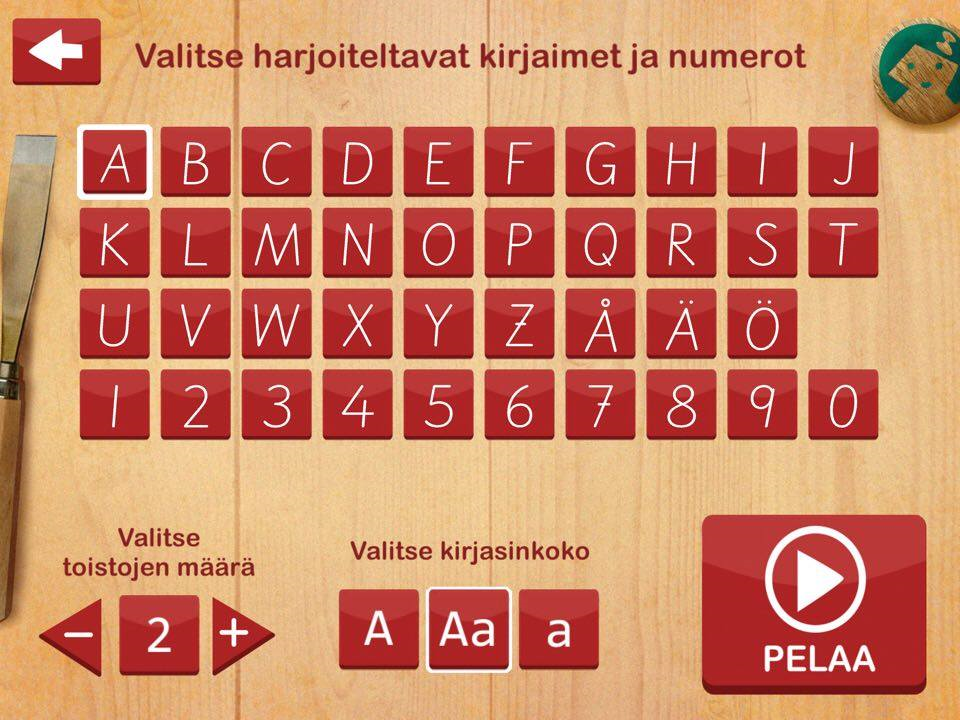 Valitse harjoiteltavat kirjaimet ja numerot
A B C D E F G H I J
K L M N O P Q R S T
U V W X Y Z Å Ä Ö
1 2 3 4 5 6 7 8 9 0
Valitse
toistojen määrä
− 2 +
Valitse kirjasinkoko
A Aa a
PELAA